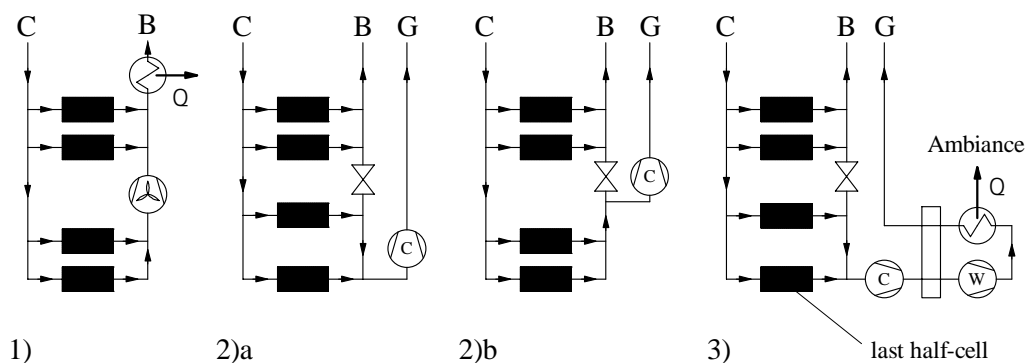 C B C B G C B G C B G
Q
Ambiance
Q
C
C
C W
1) 2)a 2)b 3) last half-cell